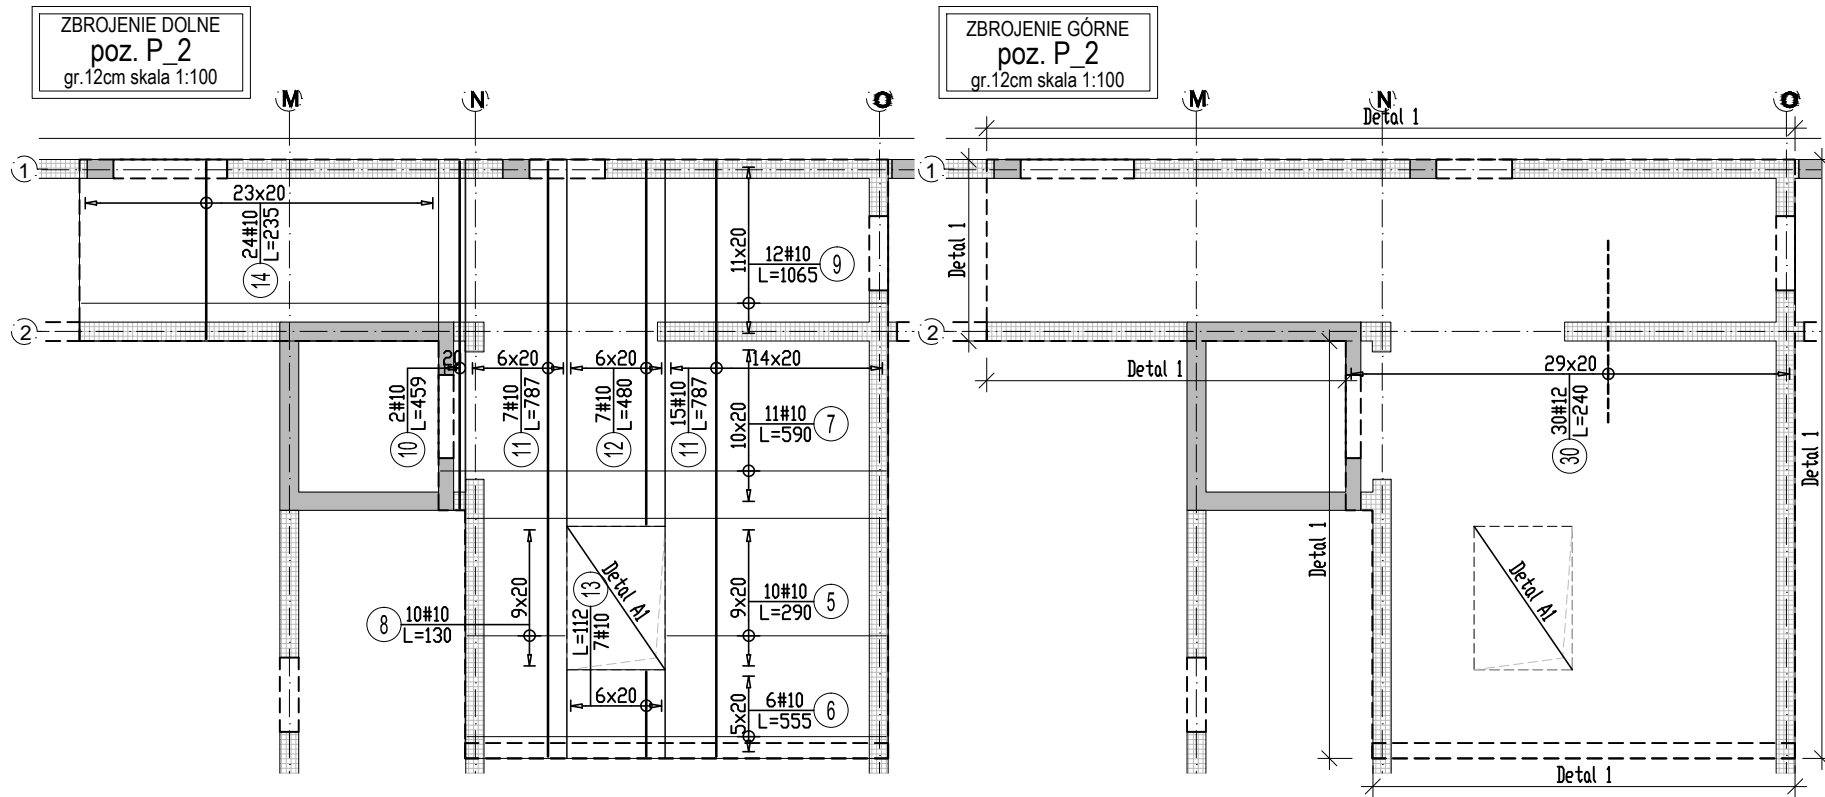 ZBROJENIE DOLNE
poz. P_2
gr.12cm skala 1:100
M
N
O
1
23x20
24#10
L=235
14
11x20
12#10
L=1065
9
2
20
6x20
6x20
14x20
2#10
L=459
10
7#10
L=787
11
7#10
L=480
12
15#10
L=787
11
10x20
11#10
L=590
7
9x20
8
10#10
L=130
13
L=112
7#10
Detal A1
9x20
10#10
L=290
5
6x20
5x20
6#10
L=555
6
ZBROJENIE GÓRNE
poz. P_2
gr.12cm skala 1:100
M
N
O
Detal 1
1
Detal 1
2
Detal 1
29x20
30#12
L=240
30
Detal 1
Detal 1
Detal A1
Detal 1